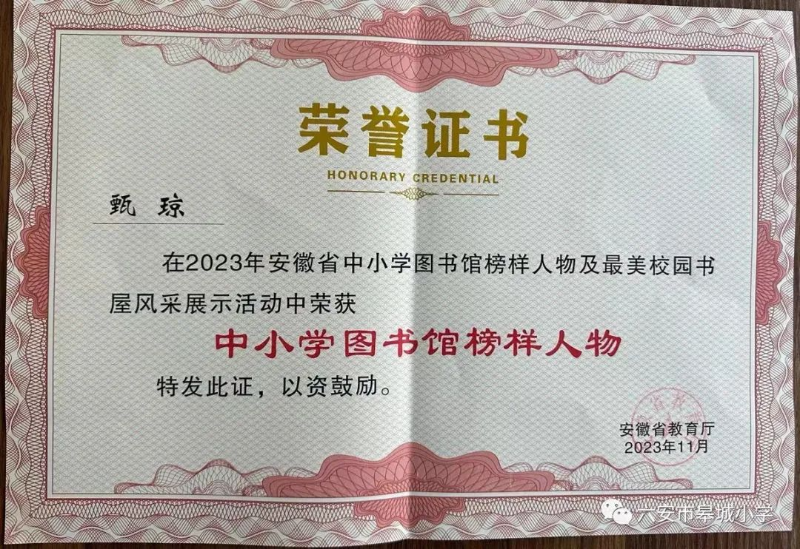 荣誉证书
HONORARY CREDENTIAL
甄 琼
在2023年安徽省中小学图书馆榜样人物及最美校园书
屋风采展示活动中荣获
中小学图书馆榜样人物
特发此证，以资鼓励。
安徽省教育厅
2023年11月
六安市皋城小学